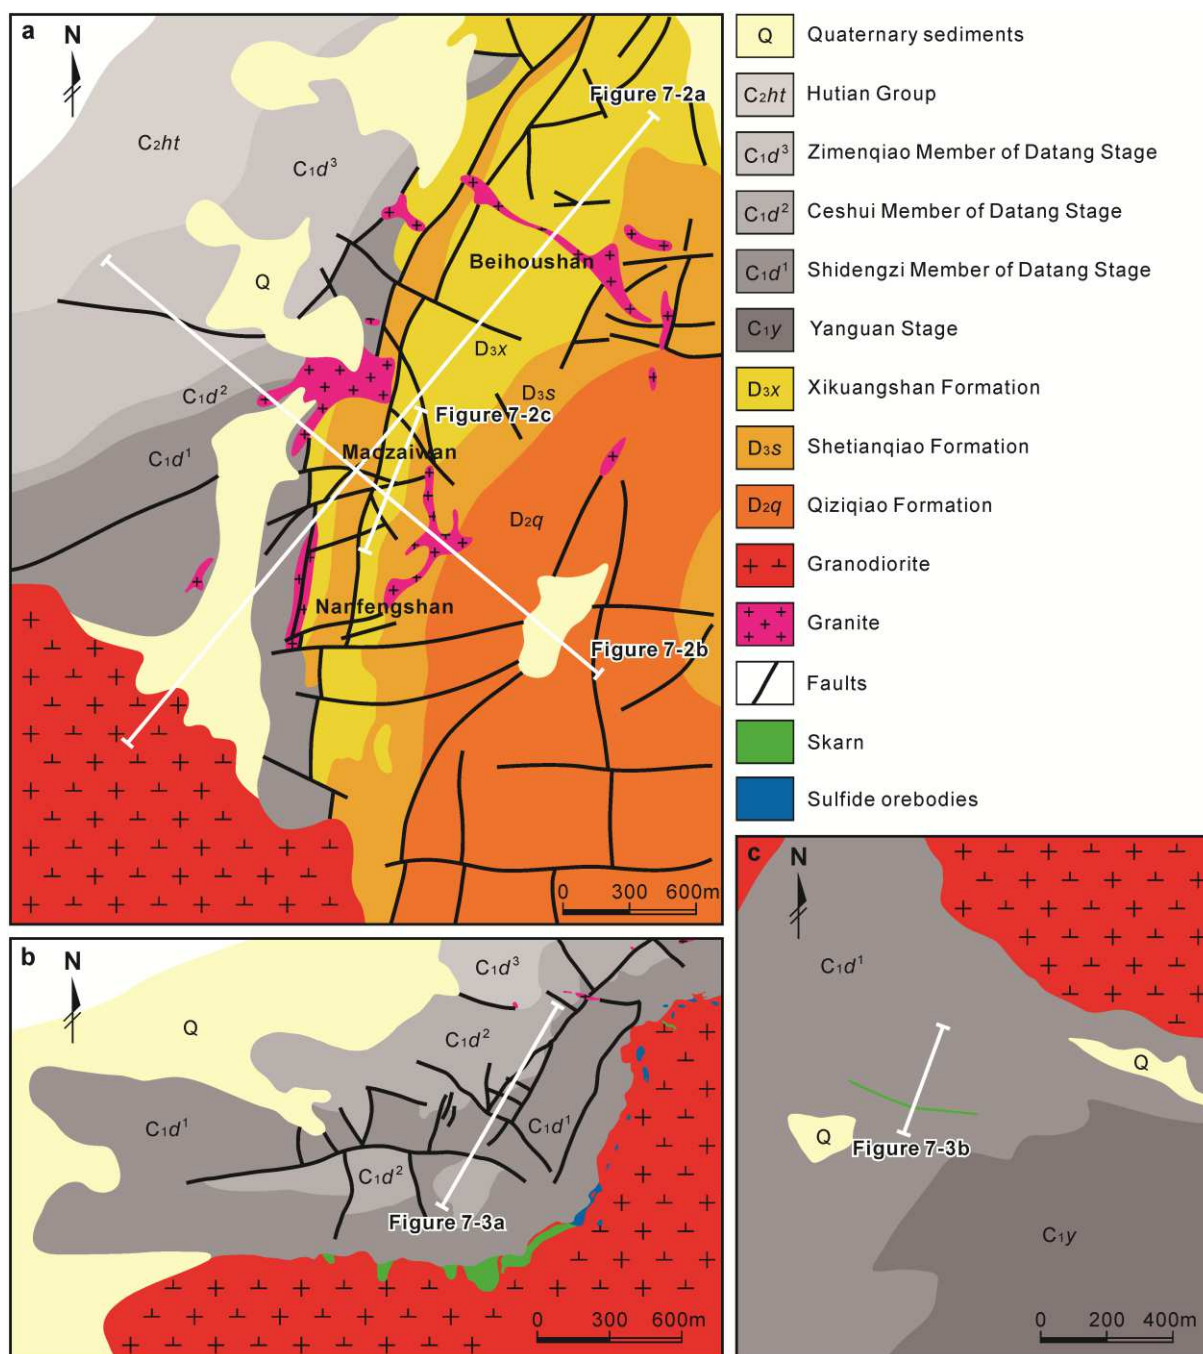 a
N
Figure 7-2a
C2ht
C1d3
Beihoushan
Q
D3x
C1d2
D3s
Figure 7-2c
Maozaiwan
C1d1
D2q
Nanfengshan
Figure 7-2b
0 300 600m
Q Quaternary sediments
C2ht Hutian Group
C1d3 Zimenqiao Member of Datang Stage
C1d2 Ceshui Member of Datang Stage
C1d1 Shidengzi Member of Datang Stage
C1y Yanguan Stage
D3x Xikuangshan Formation
D3s Shetianqiao Formation
D2q Qiziqiao Formation
Granodiorite
Granite
Faults
Skarn
Sulfide orebodies
b
N
C1d3
Q
C1d2
C1d1
C1d1
C1d2
Figure 7-3a
0 300 600m
c
N
C1d1
Q
Q
Figure 7-3b
C1y
0 200 400m